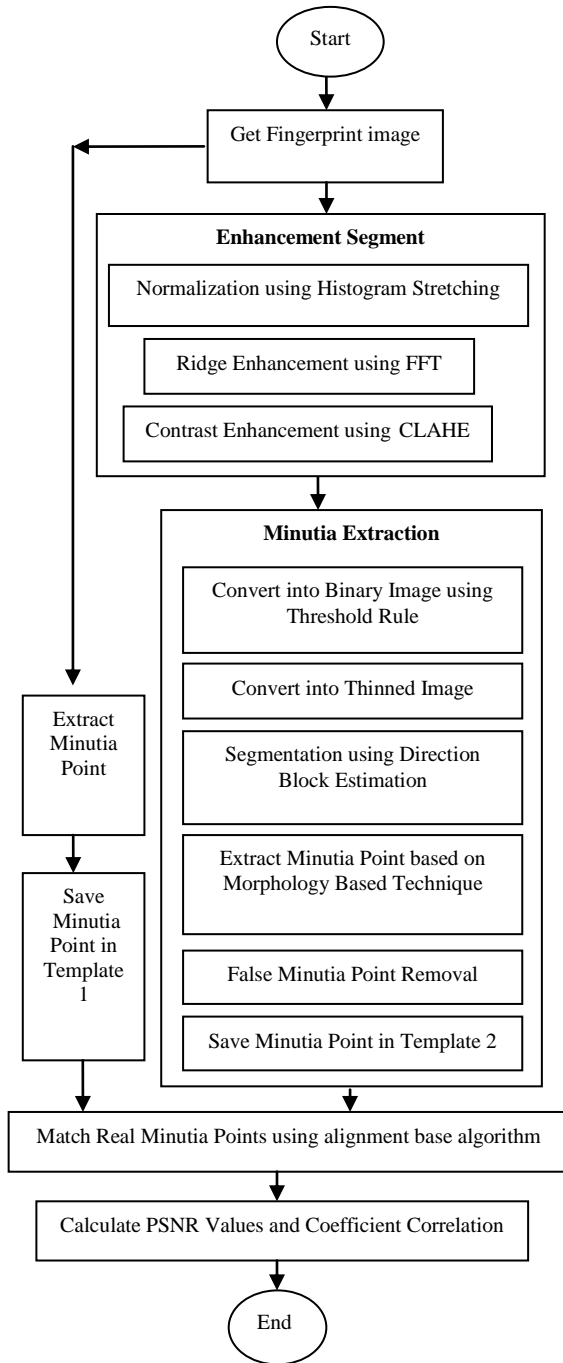 Start
Get Fingerprint image
Enhancement Segment
Normalization using Histogram Stretching
Ridge Enhancement using FFT
Contrast Enhancement using CLAHE
Minutia Extraction
Convert into Binary Image using
Threshold Rule
Convert into Thinned Image
Segmentation using Direction
Block Estimation
Extract Minutia Point based on
Morphology Based Technique
False Minutia Point Removal
Save Minutia Point in Template 2
Extract
Minutia
Point
Save
Minutia
Point in
Template
1
Match Real Minutia Points using alignment base algorithm
Calculate PSNR Values and Coefficient Correlation
End